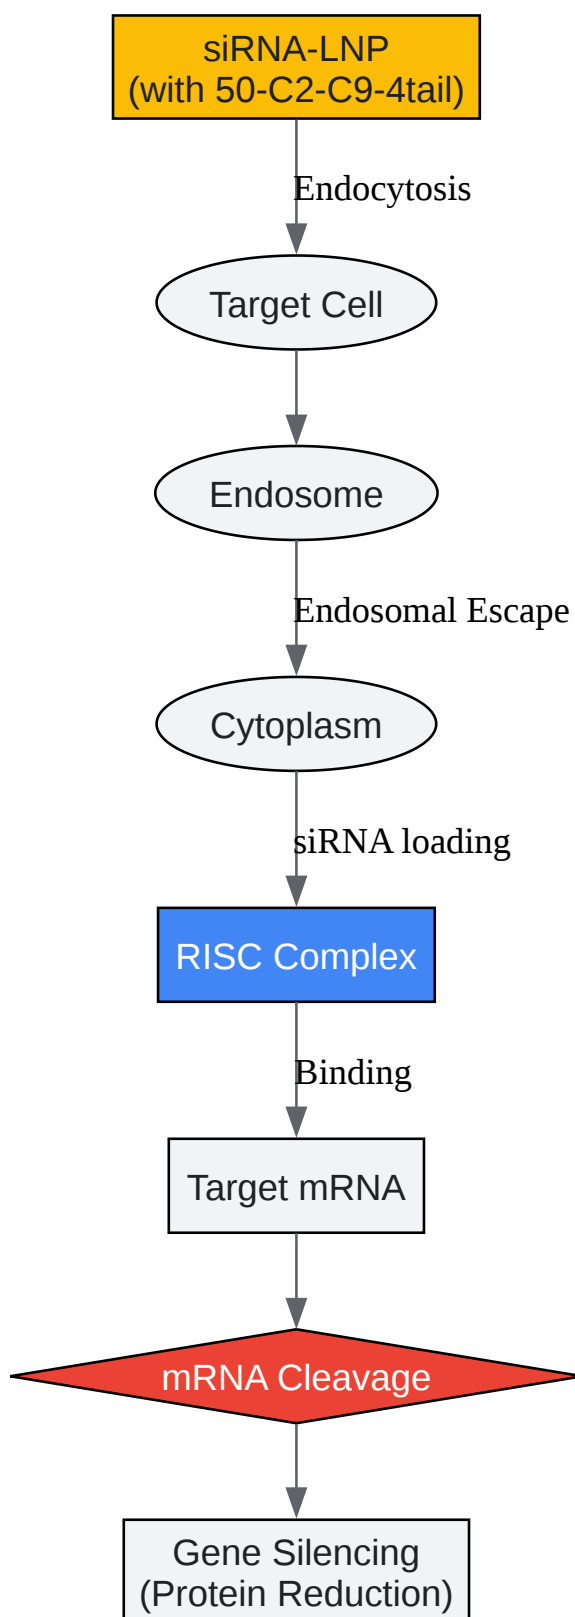 siRNA-LNP
(with 50-C2-C9-4tail)
Endocytosis
Target Cell
Endosome
Endosomal Escape
Cytoplasm
siRNA loading
RISC Complex
Binding
Target mRNA
mRNA Cleavage
Gene Silencing
(Protein Reduction)